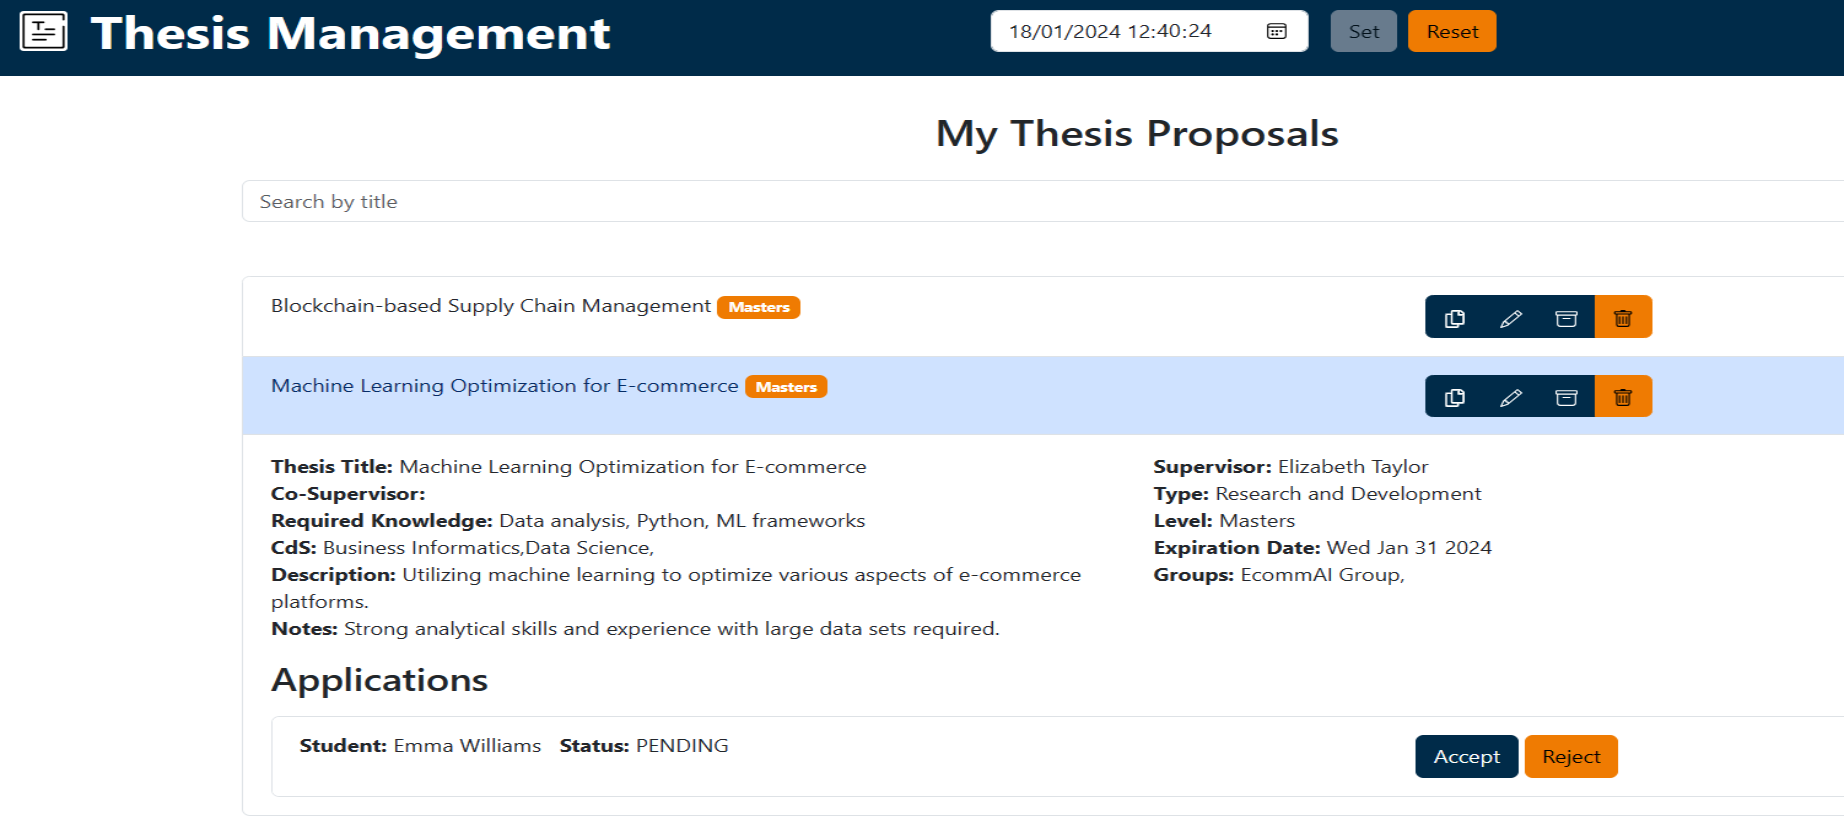 Thesis Management
18/01/2024 12:40:24
Set
Reset
My Thesis Proposals
Search by title
Blockchain-based Supply Chain Management Masters
Machine Learning Optimization for E-commerce Masters
Thesis Title: Machine Learning Optimization for E-commerce
Co-Supervisor:
Required Knowledge: Data analysis, Python, ML frameworks
CdS: Business Informatics,Data Science,
Description: Utilizing machine learning to optimize various aspects of e-commerce
platforms.
Notes: Strong analytical skills and experience with large data sets required.
Supervisor: Elizabeth Taylor
Type: Research and Development
Level: Masters
Expiration Date: Wed Jan 31 2024
Groups: EcommAI Group,
Applications
Student: Emma Williams Status: PENDING
Accept
Reject